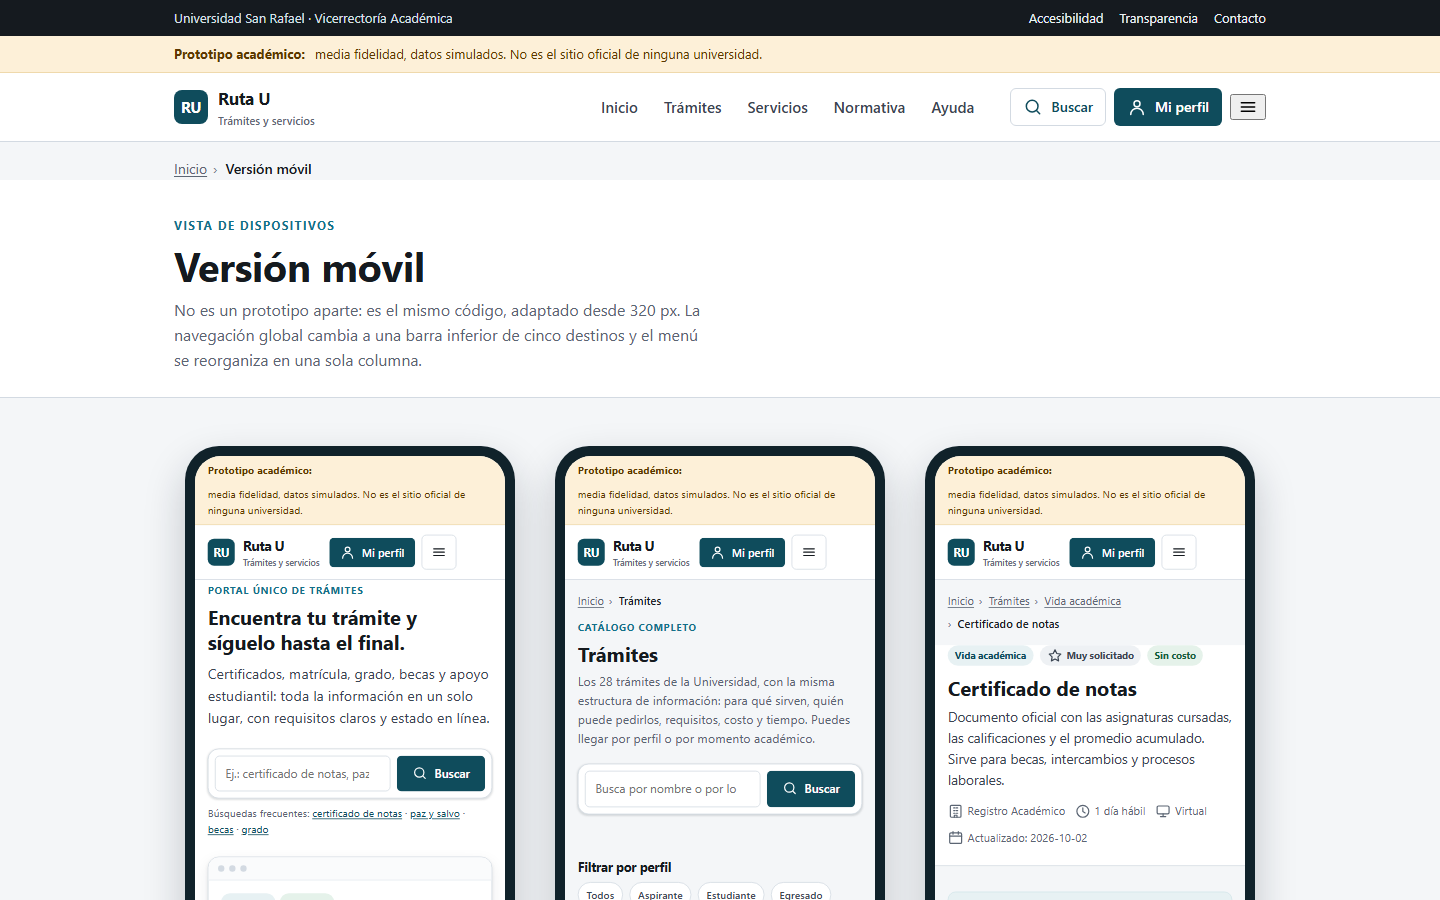 Universidad San Rafael · Vicerrectoría Académica
Accesibilidad Transparencia Contacto
Prototipo académico: media fidelidad, datos simulados. No es el sitio oficial de ninguna universidad.
RU Ruta U
Trámites y servicios
Inicio Trámites Servicios Normativa Ayuda
Buscar
Mi perfil
Inicio › Versión móvil
VISTA DE DISPOSITIVOS
Versión móvil
No es un prototipo aparte: es el mismo código, adaptado desde 320 px. La
navegación global cambia a una barra inferior de cinco destinos y el menú
se reorganiza en una sola columna.
Prototipo académico:
media fidelidad, datos simulados. No es el sitio oficial de
ninguna universidad.
RU Ruta U
Trámites y servicios
Mi perfil
PORTAL ÚNICO DE TRÁMITES
Encuentra tu trámite y
síguelo hasta el final.
Certificados, matrícula, grado, becas y apoyo
estudiantil: toda la información en un solo
lugar, con requisitos claros y estado en línea.
Ej.: certificado de notas, paz
Buscar
Búsquedas frecuentes: certificado de notas · paz y salvo ·
becas · grado
Prototipo académico:
media fidelidad, datos simulados. No es el sitio oficial de
ninguna universidad.
RU Ruta U
Trámites y servicios
Mi perfil
Inicio › Trámites
CATÁLOGO COMPLETO
Trámites
Los 28 trámites de la Universidad, con la misma
estructura de información: para qué sirven, quién
puede pedirlos, requisitos, costo y tiempo. Puedes
llegar por perfil o por momento académico.
Busca por nombre o por lo
Buscar
Filtrar por perfil
Todos Aspirante Estudiante Egresado
Prototipo académico:
media fidelidad, datos simulados. No es el sitio oficial de
ninguna universidad.
RU Ruta U
Trámites y servicios
Mi perfil
Inicio › Trámites › Vida académica
› Certificado de notas
Vida académica Muy solicitado Sin costo
Certificado de notas
Documento oficial con las asignaturas cursadas,
las calificaciones y el promedio acumulado.
Sirve para becas, intercambios y procesos
laborales.
Registro Académico 1 día hábil Virtual
Actualizado: 2026-10-02